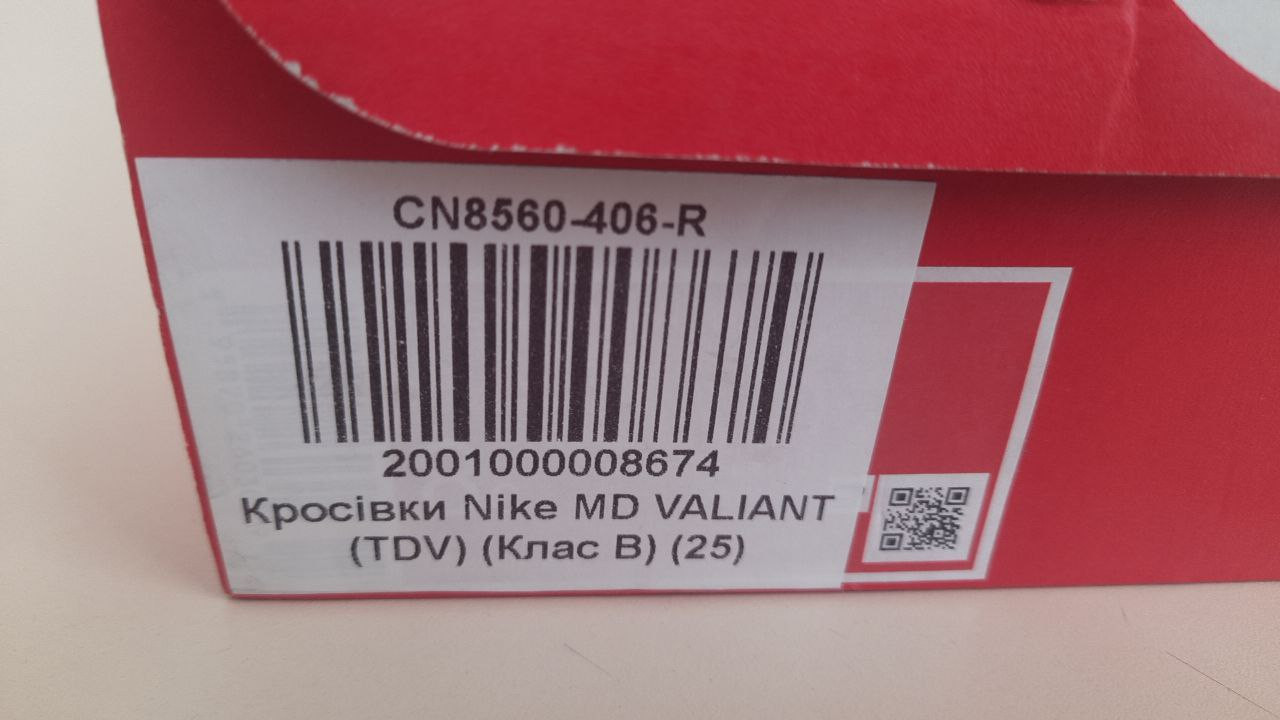 CN8560-406-R
2001000008674
Кросівки Nike MD VALIANT
(TDV) (Клас B) (25)